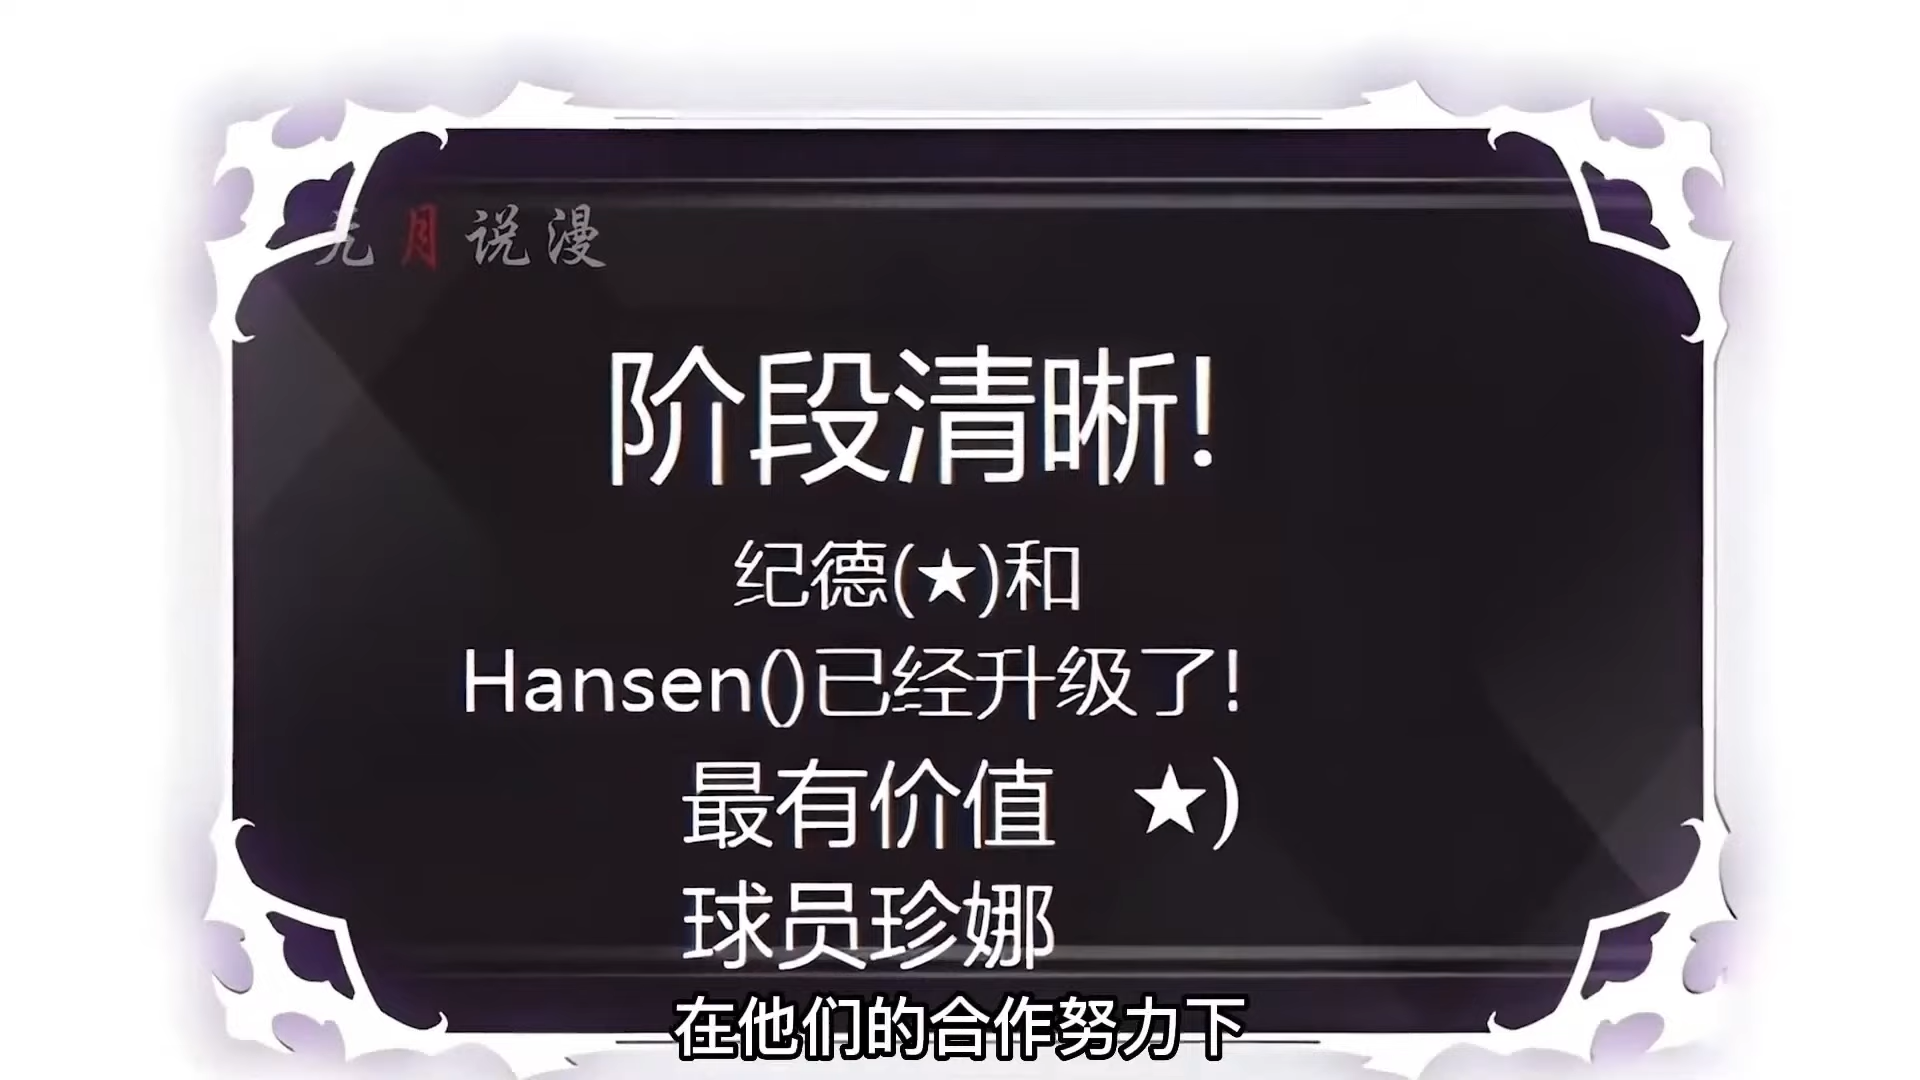 月说漫
阶段清晰!
纪德(★)和
Hansen()已经升级了!
最有价值 ★)
球员珍娜
在他们的合作努力下